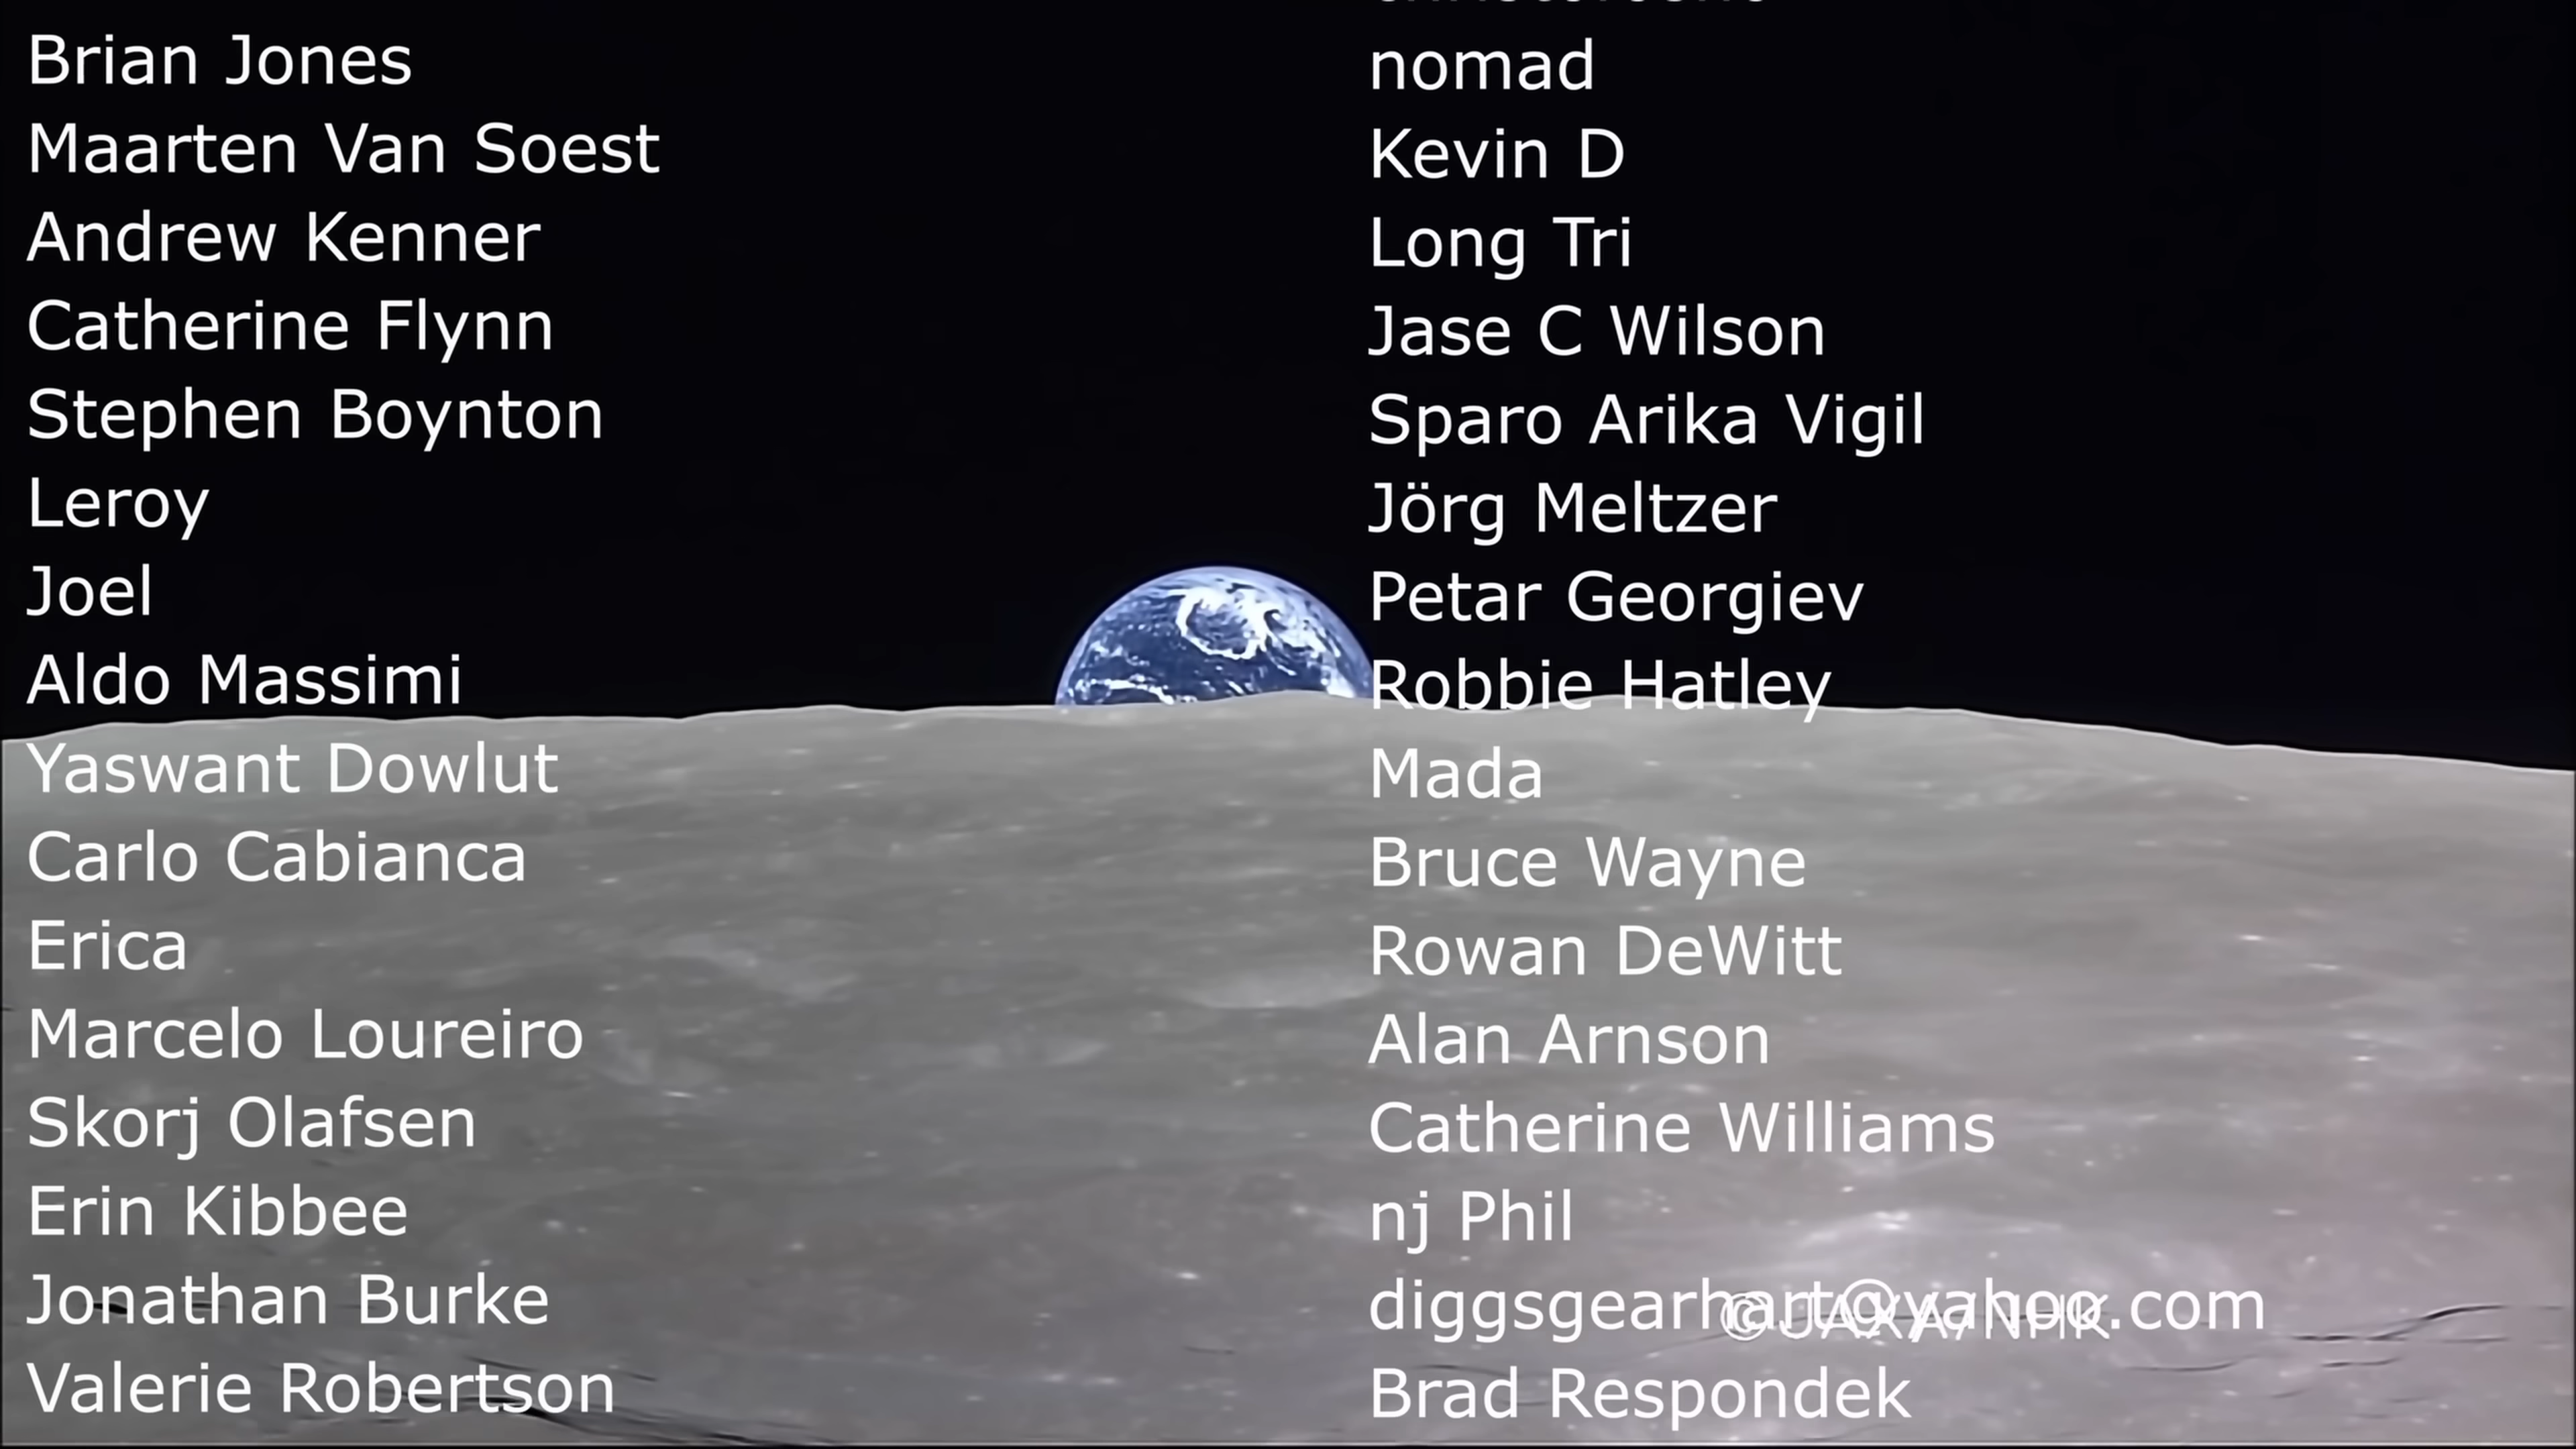 Brian Jones
Maarten Van Soest
Andrew Kenner
Catherine Flynn
Stephen Boynton
Leroy
Joel
Aldo Massimi
Yaswant Dowlut
Carlo Cabianca
Erica
Marcelo Loureiro
Skorj Olafsen
Erin Kibbee
Jonathan Burke
Valerie Robertson
nomad
Kevin D
Long Tri
Jase C Wilson
Sparo Arika Vigil
Jörg Meltzer
Petar Georgiev
Robbie Hatley
Mada
Bruce Wayne
Rowan DeWitt
Alan Arnson
Catherine Williams
nj Phil
diggsgearhart@yahoo.com
©JAXA/NHK
Brad Respondek